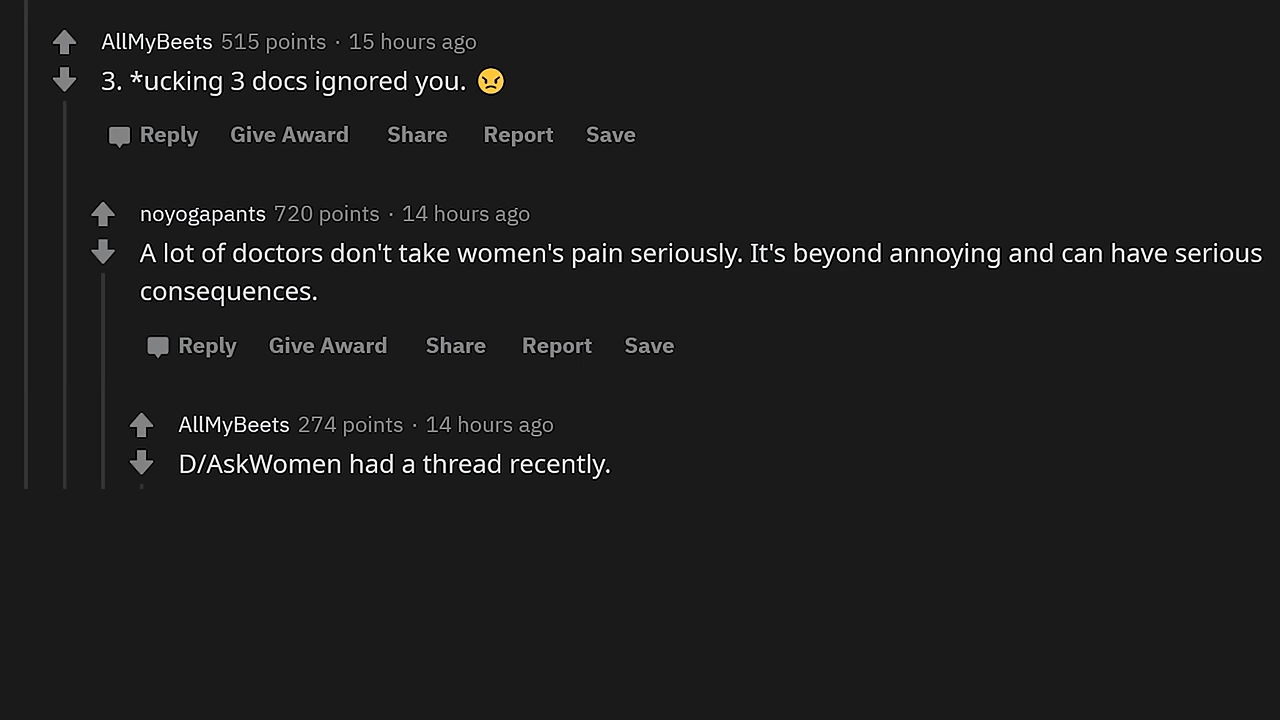 AllMyBeets 515 points · 15 hours ago
3. *ucking 3 docs ignored you. 😠
Reply Give Award Share Report Save
noyogapants 720 points · 14 hours ago
A lot of doctors don't take women's pain seriously. It's beyond annoying and can have serious
consequences.
Reply Give Award Share Report Save
AllMyBeets 274 points · 14 hours ago
D/AskWomen had a thread recently.